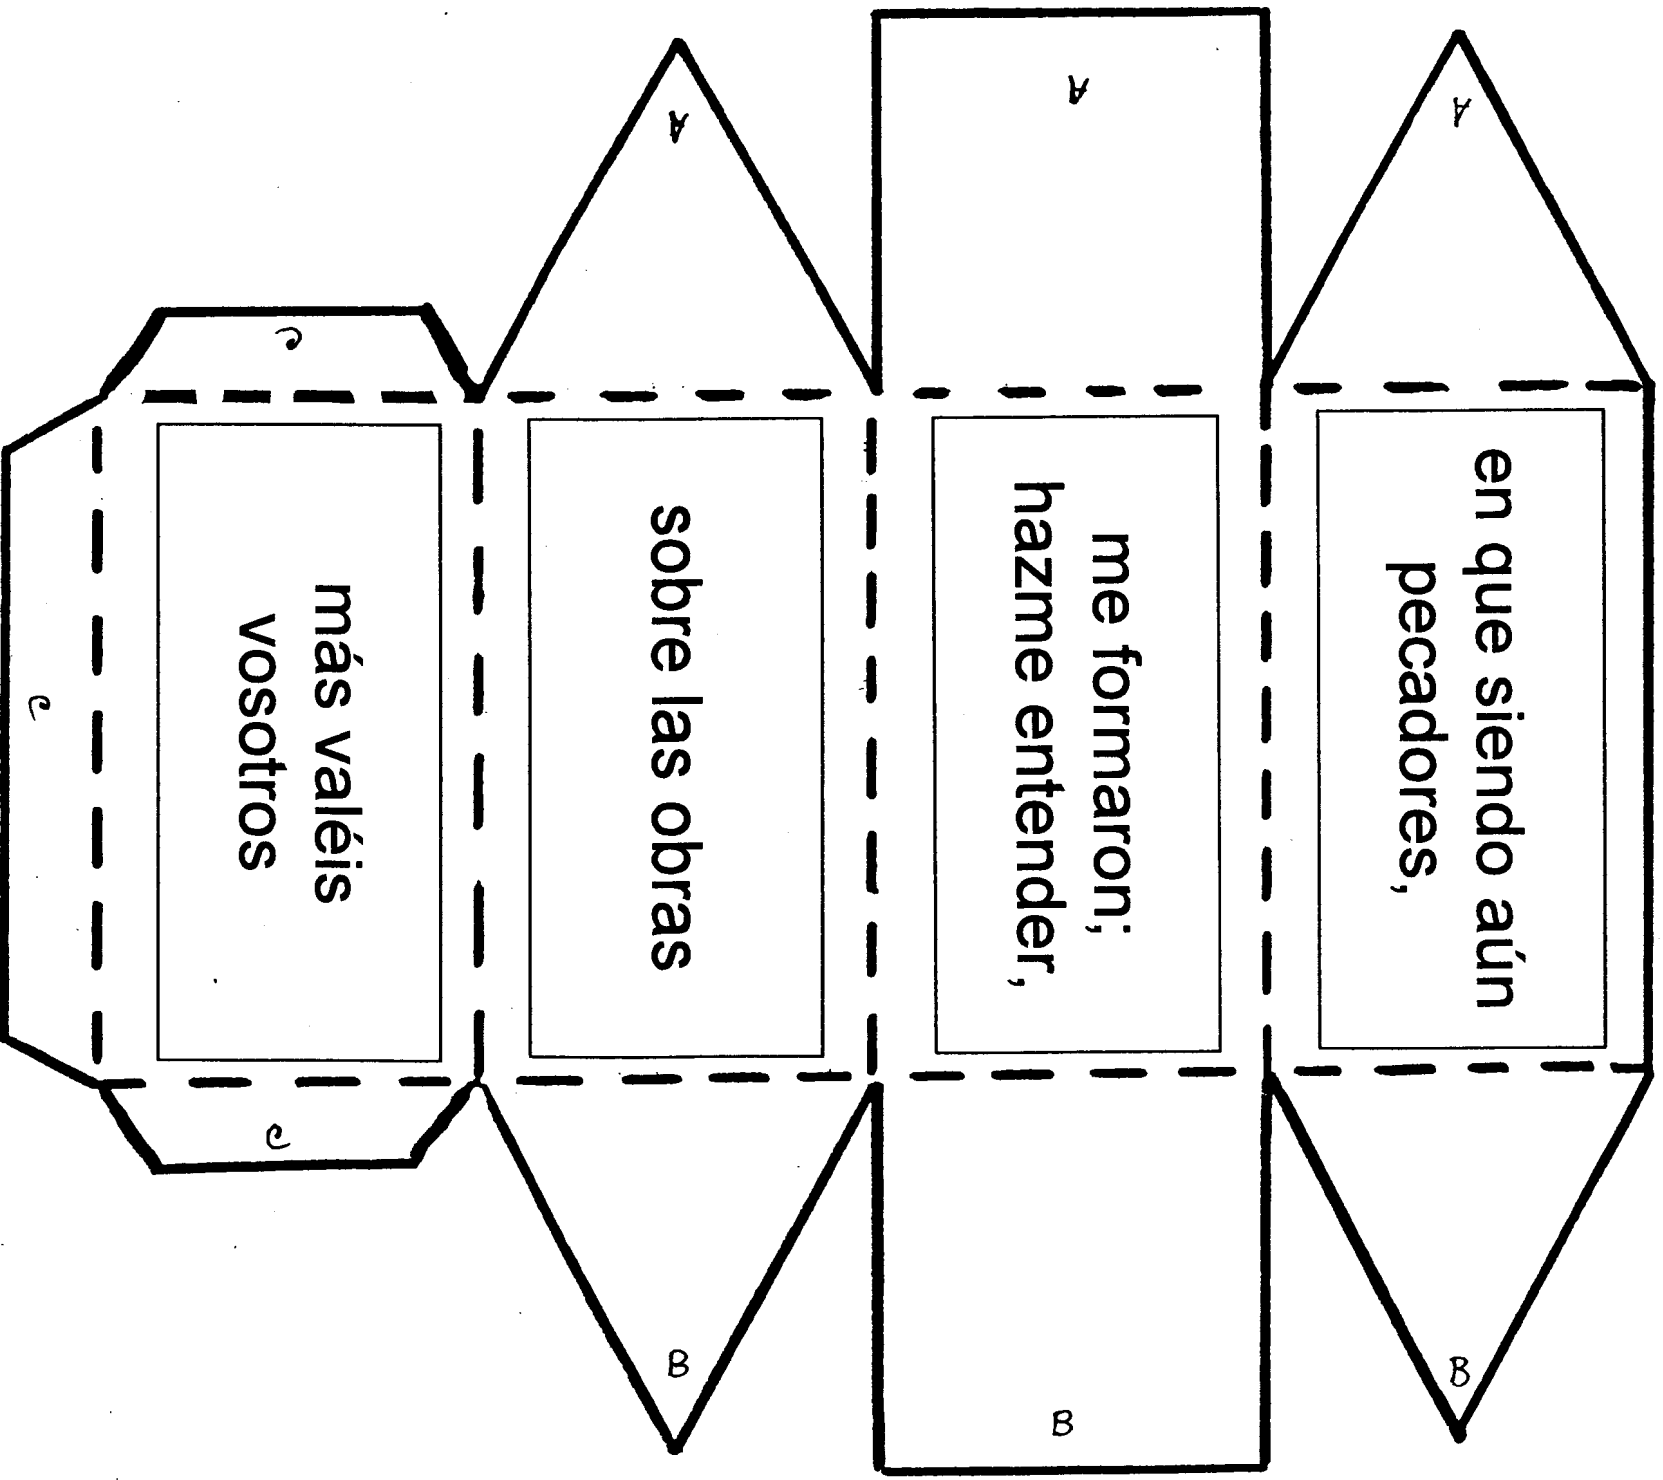 A
A
A
en que siendo aún
pecadores,
me formaron;
hazme entender,
sobre las obras
más valéis
vosotros
C
C
C
B
B
B